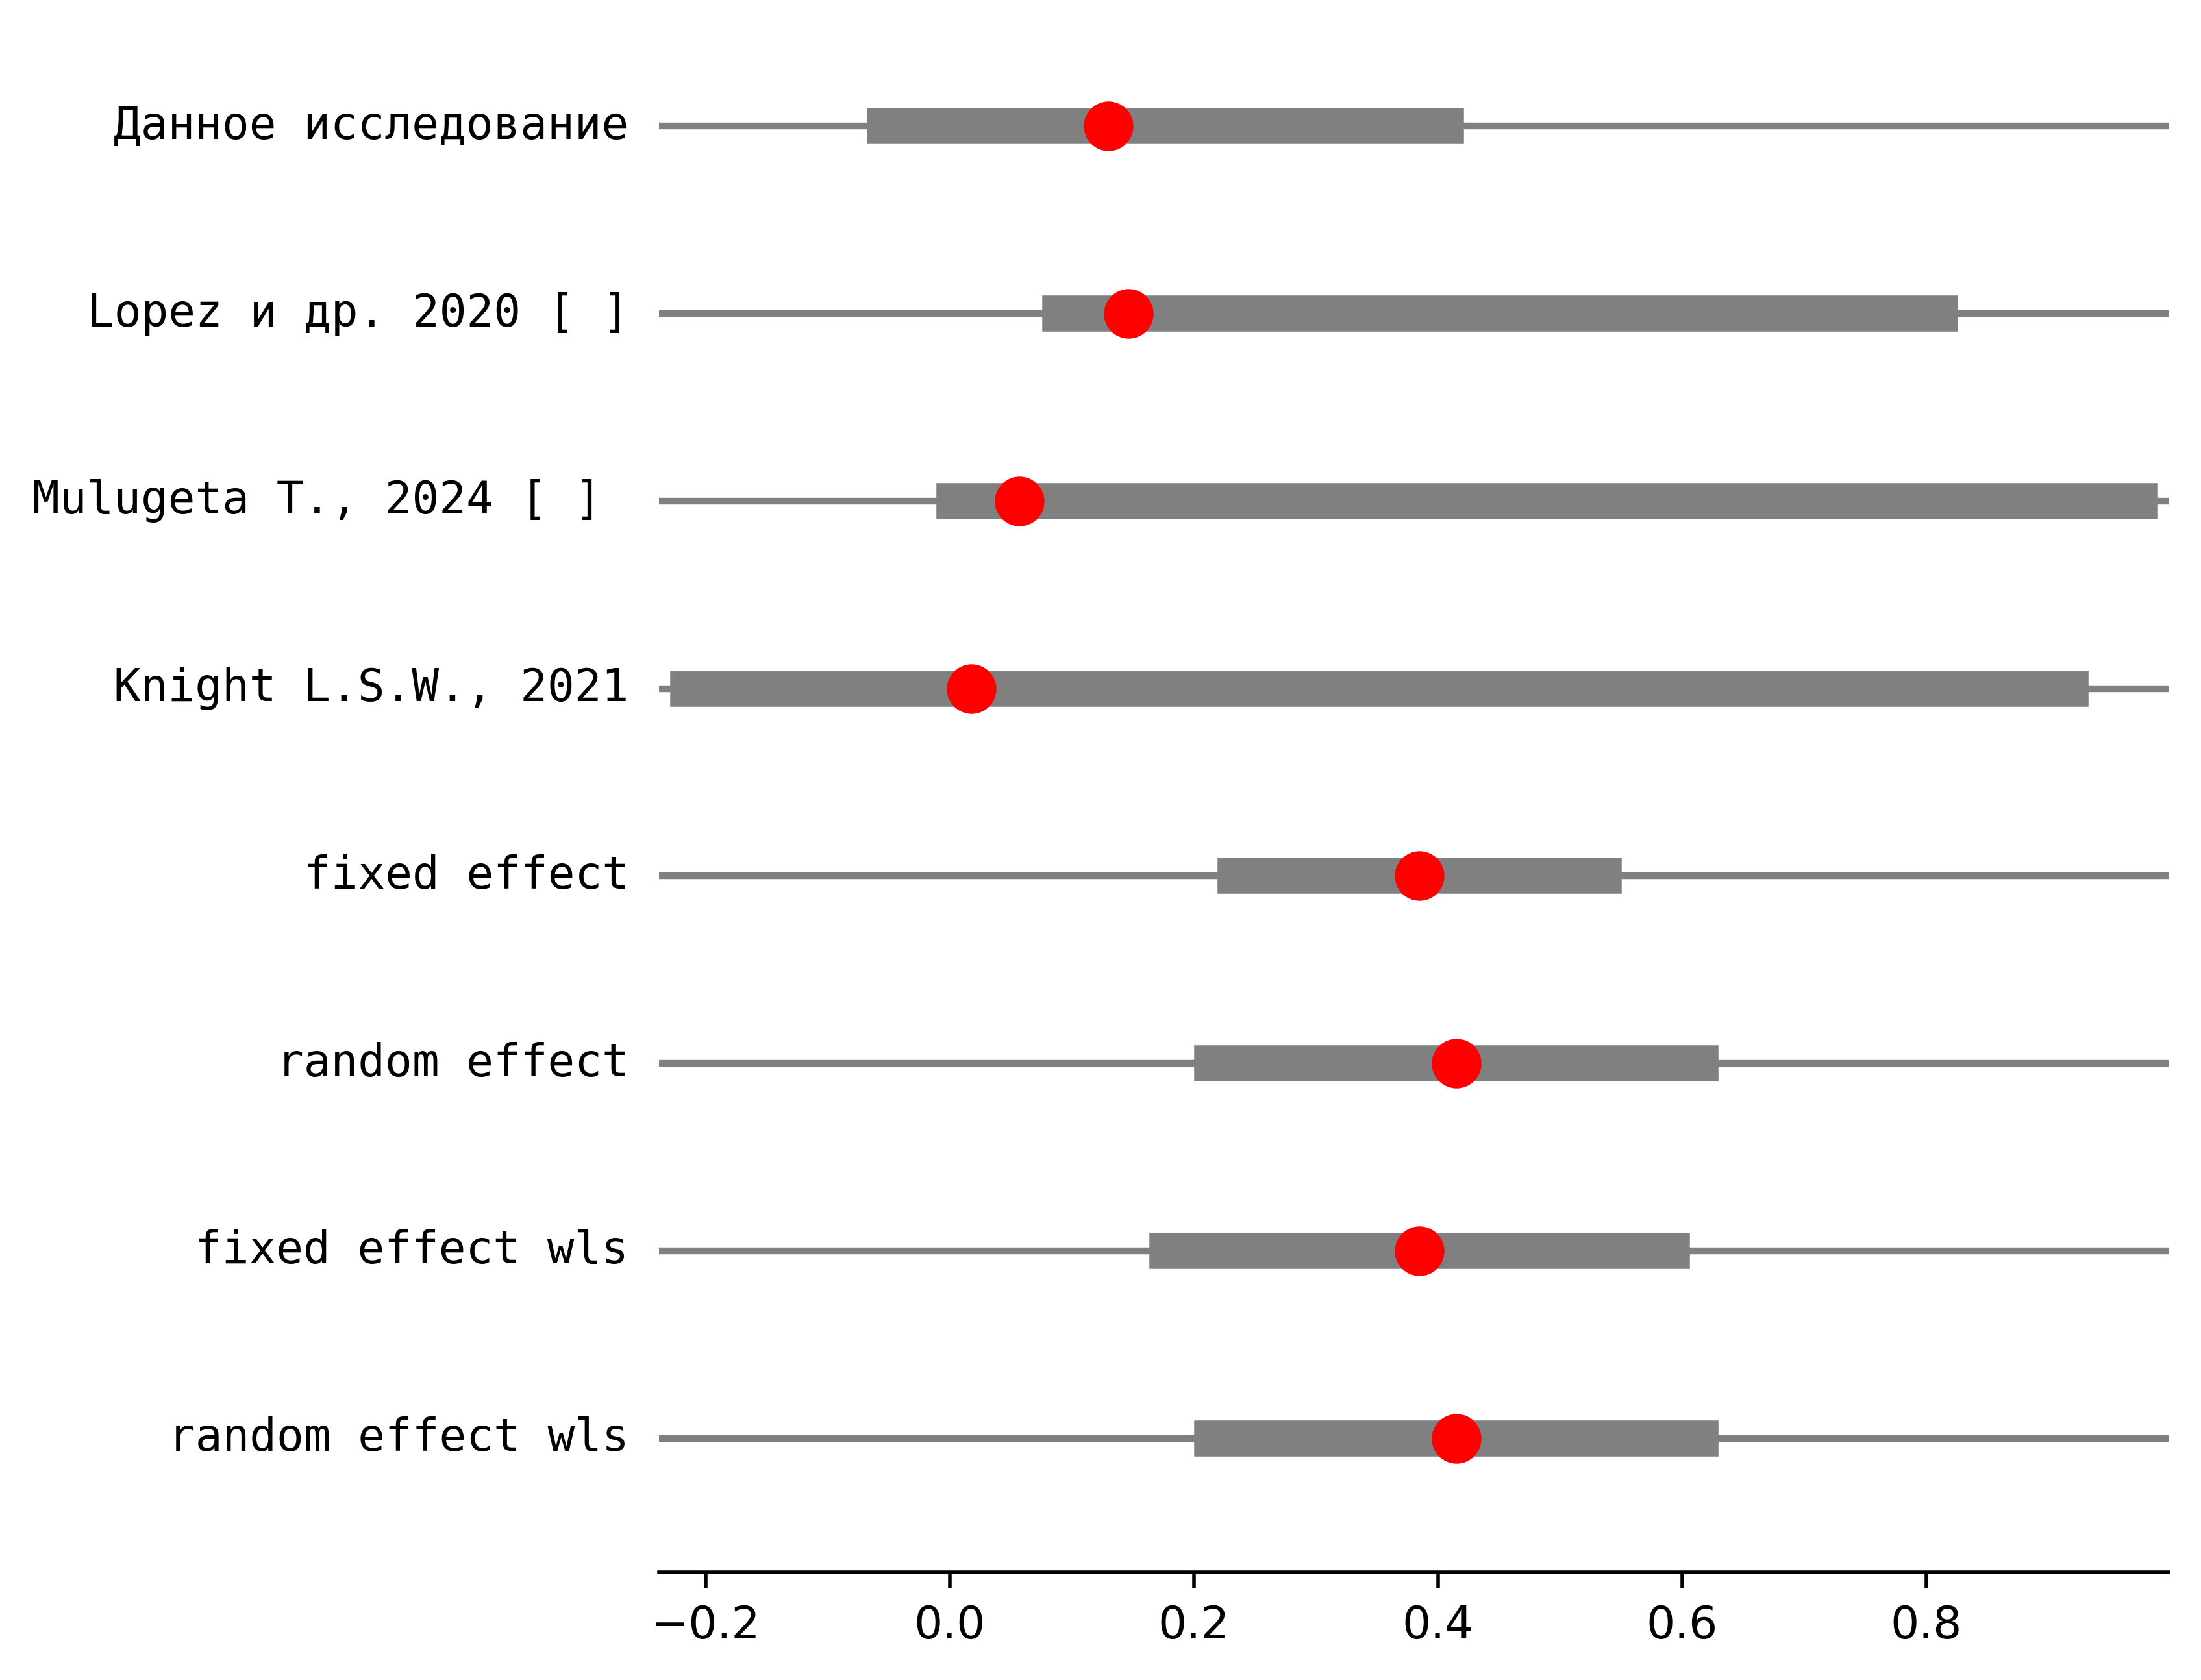 Данное исследование
Lopez и др. 2020 [ ]
Mulugeta T., 2024 [ ]
Knight L.S.W., 2021
fixed effect
random effect
fixed effect wls
random effect wls
−0.2 0.0 0.2 0.4 0.6 0.8